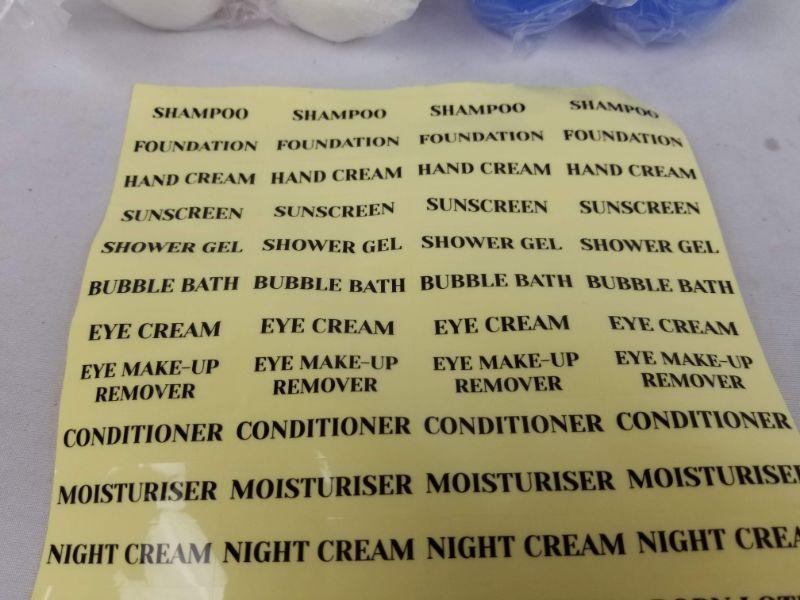 SHAMPOO SHAMPOO SHAMPOO SHAMPOO
FOUNDATION FOUNDATION FOUNDATION FOUNDATION
HAND CREAM HAND CREAM HAND CREAM HAND CREAM
SUNSCREEN SUNSCREEN SUNSCREEN SUNSCREEN
SHOWER GEL SHOWER GEL SHOWER GEL SHOWER GEL
BUBBLE BATH BUBBLE BATH BUBBLE BATH BUBBLE BATH
EYE CREAM EYE CREAM EYE CREAM EYE CREAM
EYE MAKE-UP EYE MAKE-UP EYE MAKE-UP EYE MAKE-UP
REMOVER REMOVER REMOVER REMOVER
CONDITIONER CONDITIONER CONDITIONER CONDITIONER
MOISTURISER MOISTURISER MOISTURISER MOISTURISE
NIGHT CREAM NIGHT CREAM NIGHT CREAM NIGHT CREA